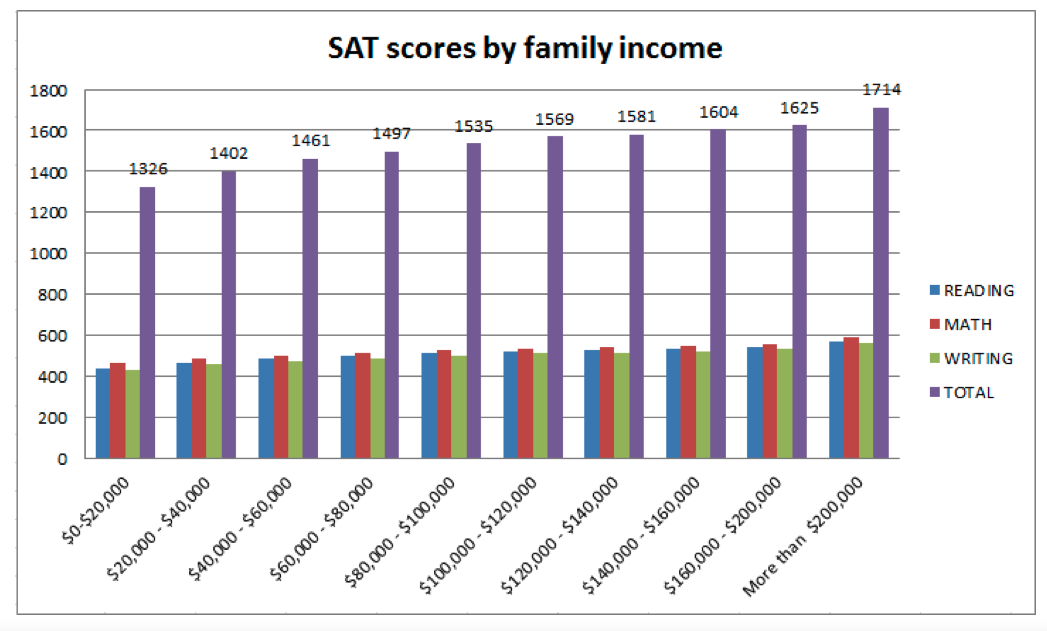 SAT scores by family income
1800
1600
1400
1200
1000
800
600
400
200
0
1326
1402
1461
1497
1535
1569
1581
1604
1625
1714
$0-$20,000
$20,000 - $40,000
$40,000 - $60,000
$60,000 - $80,000
$80,000 - $100,000
$100,000 - $120,000
$120,000 - $140,000
$140,000 - $160,000
$160,000 - $200,000
More than $200,000
READING
MATH
WRITING
TOTAL